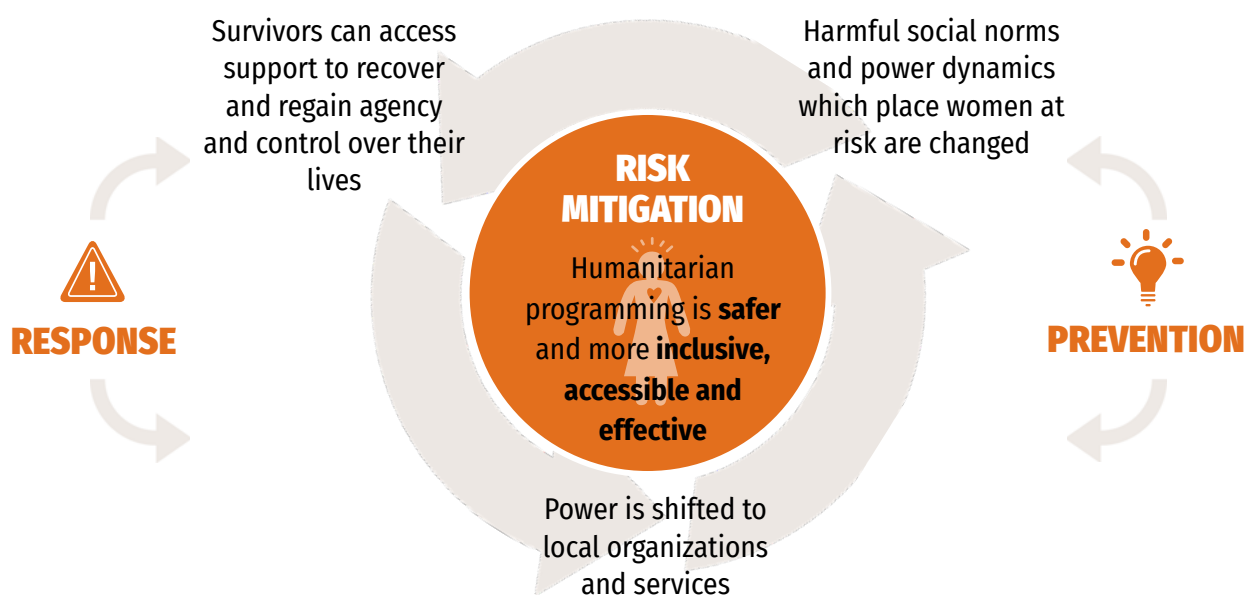 Survivors can access
support to recover
and regain agency
and control over their
lives
Harmful social norms
and power dynamics
which place women at
risk are changed
RISK
MITIGATION
Humanitarian
programming is safer
and more inclusive,
accessible and
effective
RESPONSE
PREVENTION
Power is shifted to
local organizations
and services